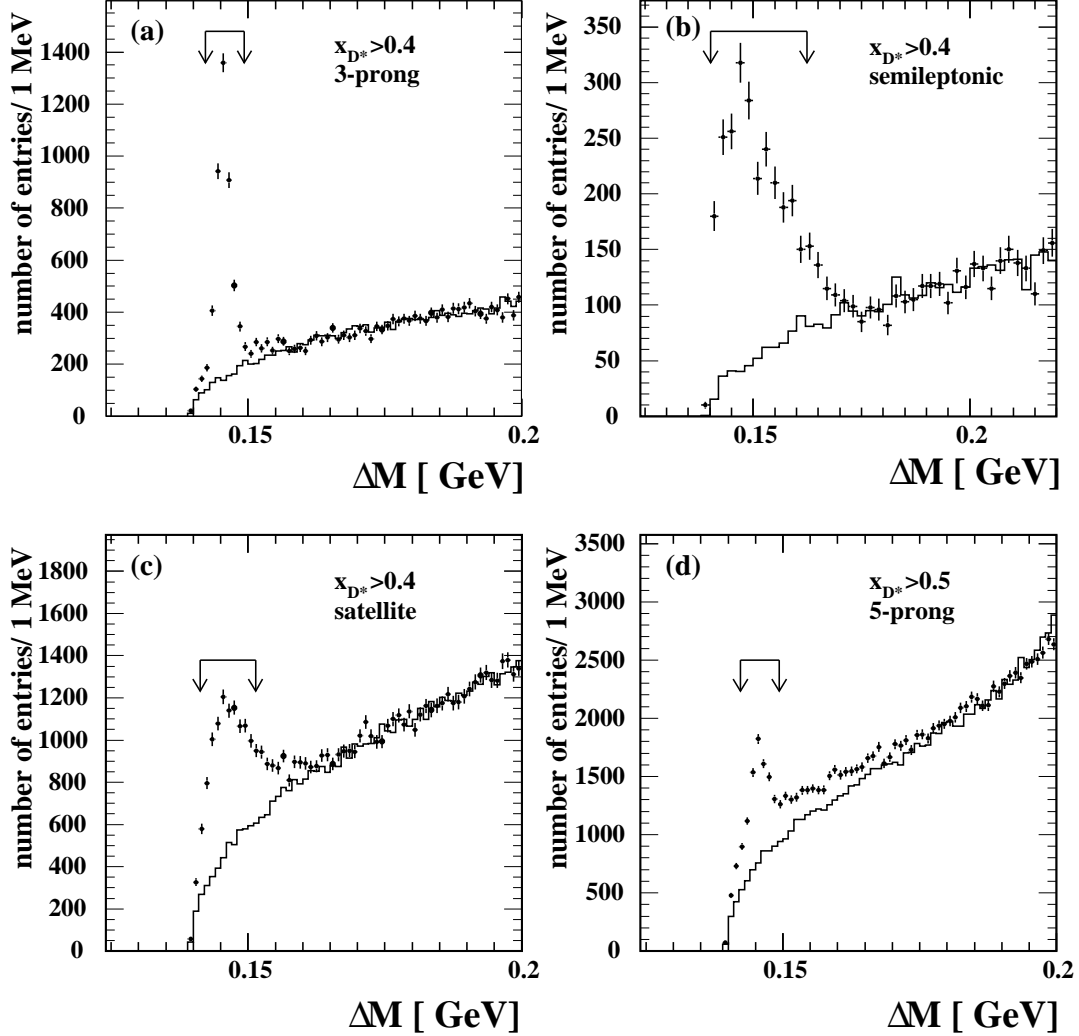 (a)
x_D*>0.4
3-prong
number of entries/ 1 MeV
1400
1200
1000
800
600
400
200
0
0.15
0.2
ΔM [ GeV]
(b)
x_D*>0.4
semileptonic
number of entries/ 1 MeV
350
300
250
200
150
100
50
0
0.15
0.2
ΔM [ GeV]
(c)
x_D*>0.4
satellite
number of entries/ 1 MeV
1800
1600
1400
1200
1000
800
600
400
200
0
0.15
0.2
ΔM [ GeV]
(d)
x_D*>0.5
5-prong
number of entries/ 1 MeV
3500
3000
2500
2000
1500
1000
500
0
0.15
0.2
ΔM [ GeV]